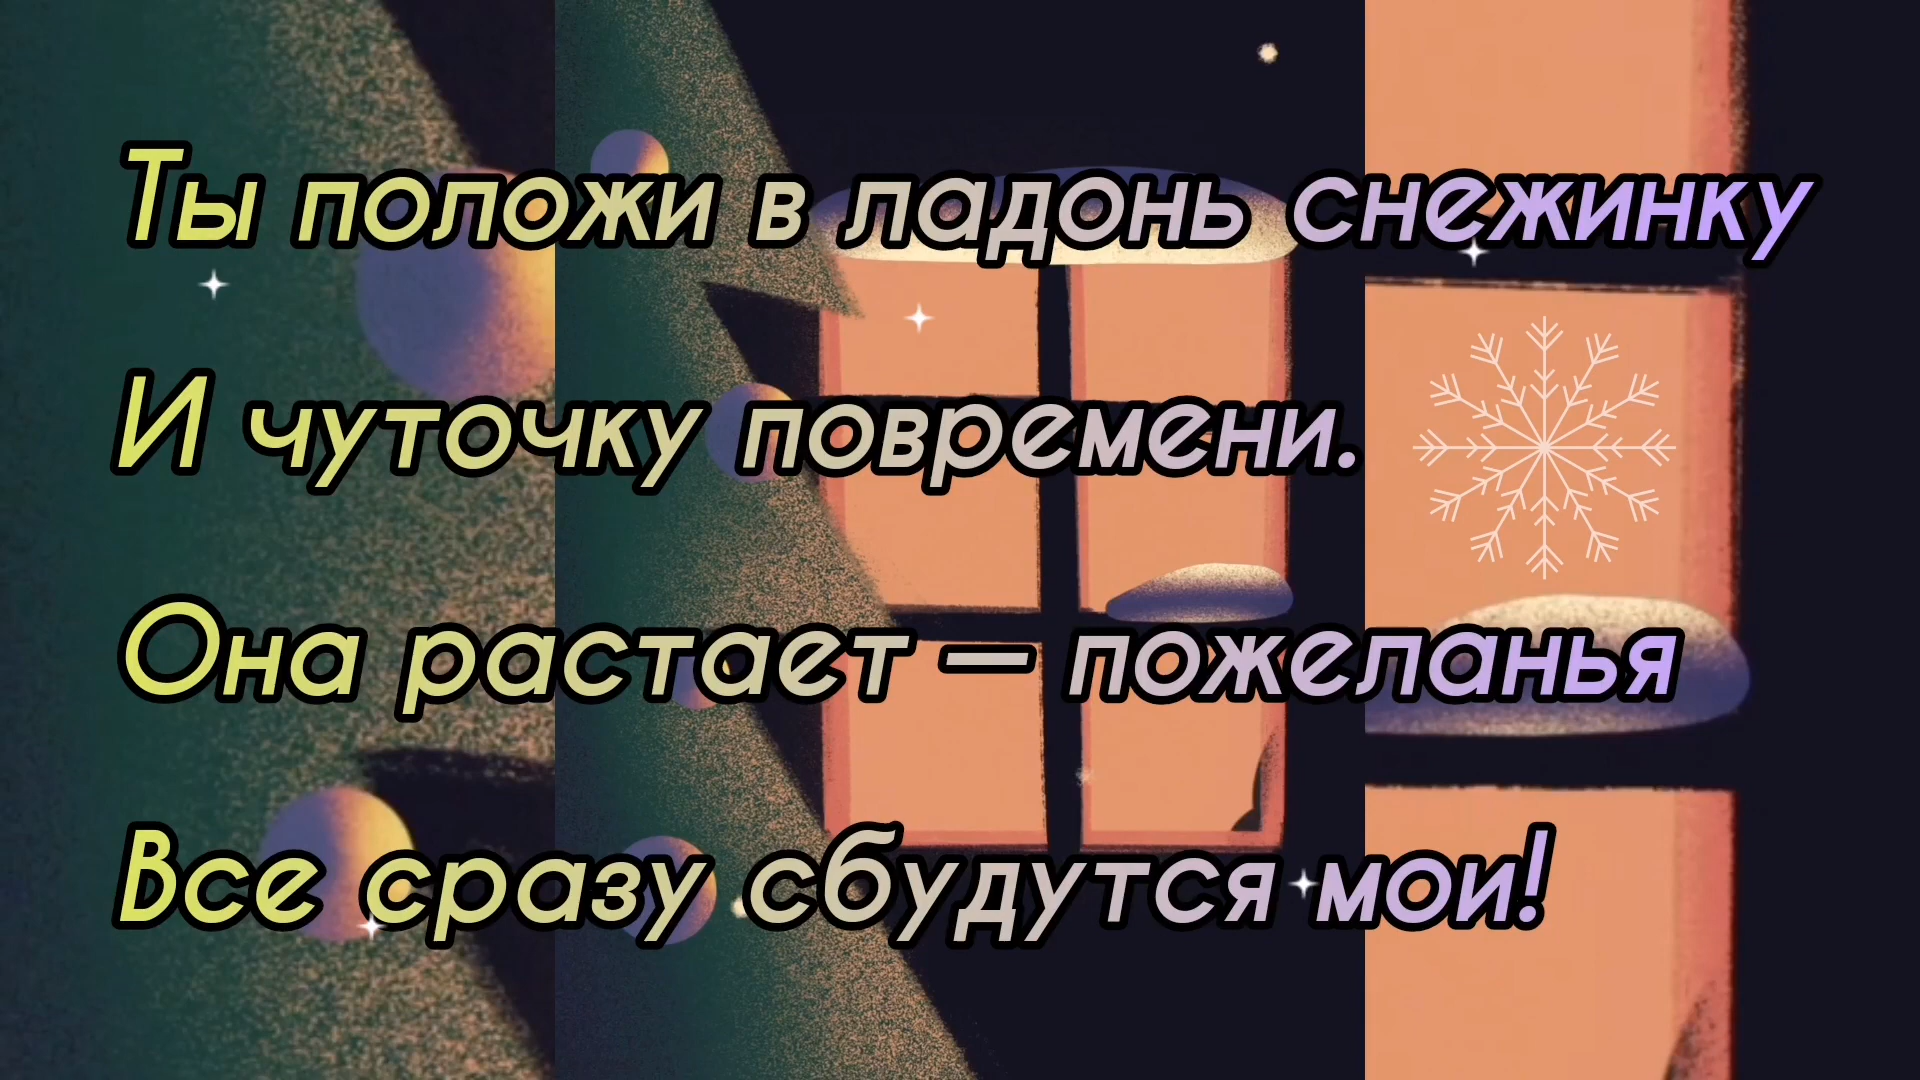 Ты положи в ладонь снежинку
И чуточку повремени.
Она растает — пожеланья
Все сразу сбудутся мои!